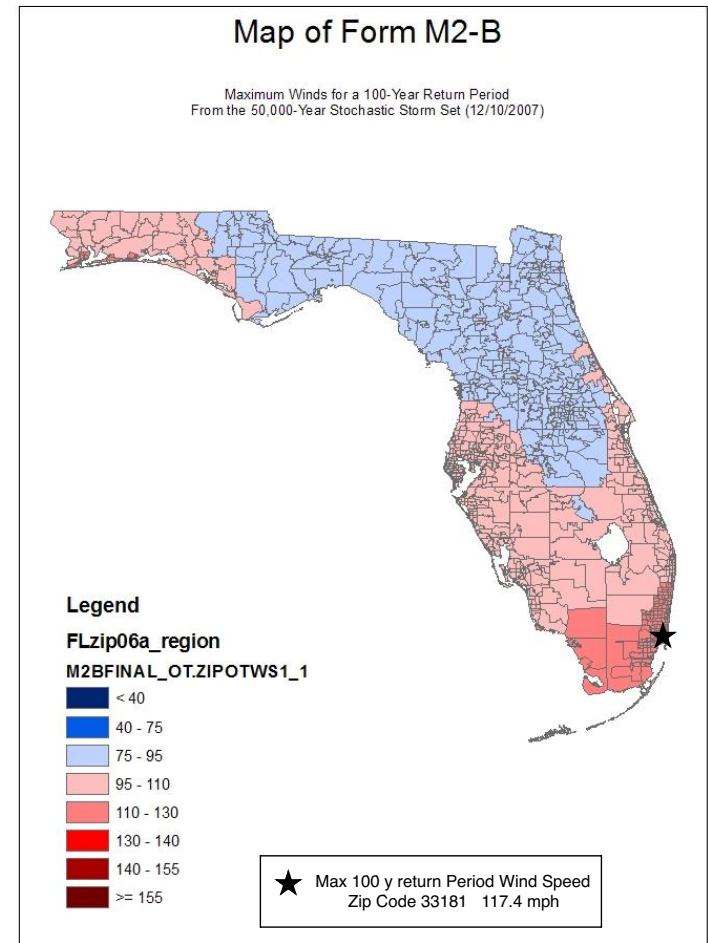 Map of Form M2-B
Maximum Winds for a 100-Year Return Period
From the 50,000-Year Stochastic Storm Set (12/10/2007)
Legend
FLzip06a_region
M2BFINAL_OT.ZIPOTWS1_1
< 40
40 - 75
75 - 95
95 - 110
110 - 130
130 - 140
140 - 155
>= 155
Max 100 y return Period Wind Speed
Zip Code 33181 117.4 mph